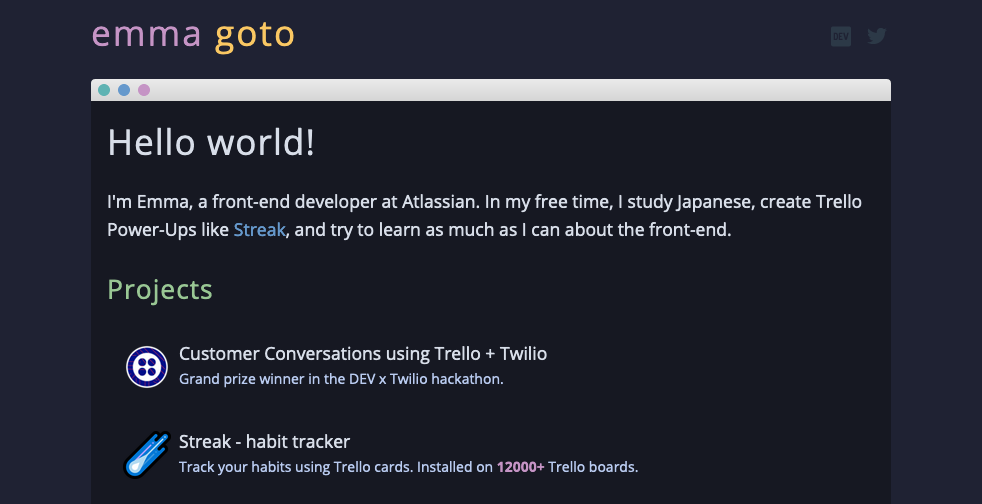 emma goto
DEV
Hello world!
I'm Emma, a front-end developer at Atlassian. In my free time, I study Japanese, create Trello
Power-Ups like Streak, and try to learn as much as I can about the front-end.
Projects
Customer Conversations using Trello + Twilio
Grand prize winner in the DEV x Twilio hackathon.
Streak - habit tracker
Track your habits using Trello cards. Installed on 12000+ Trello boards.